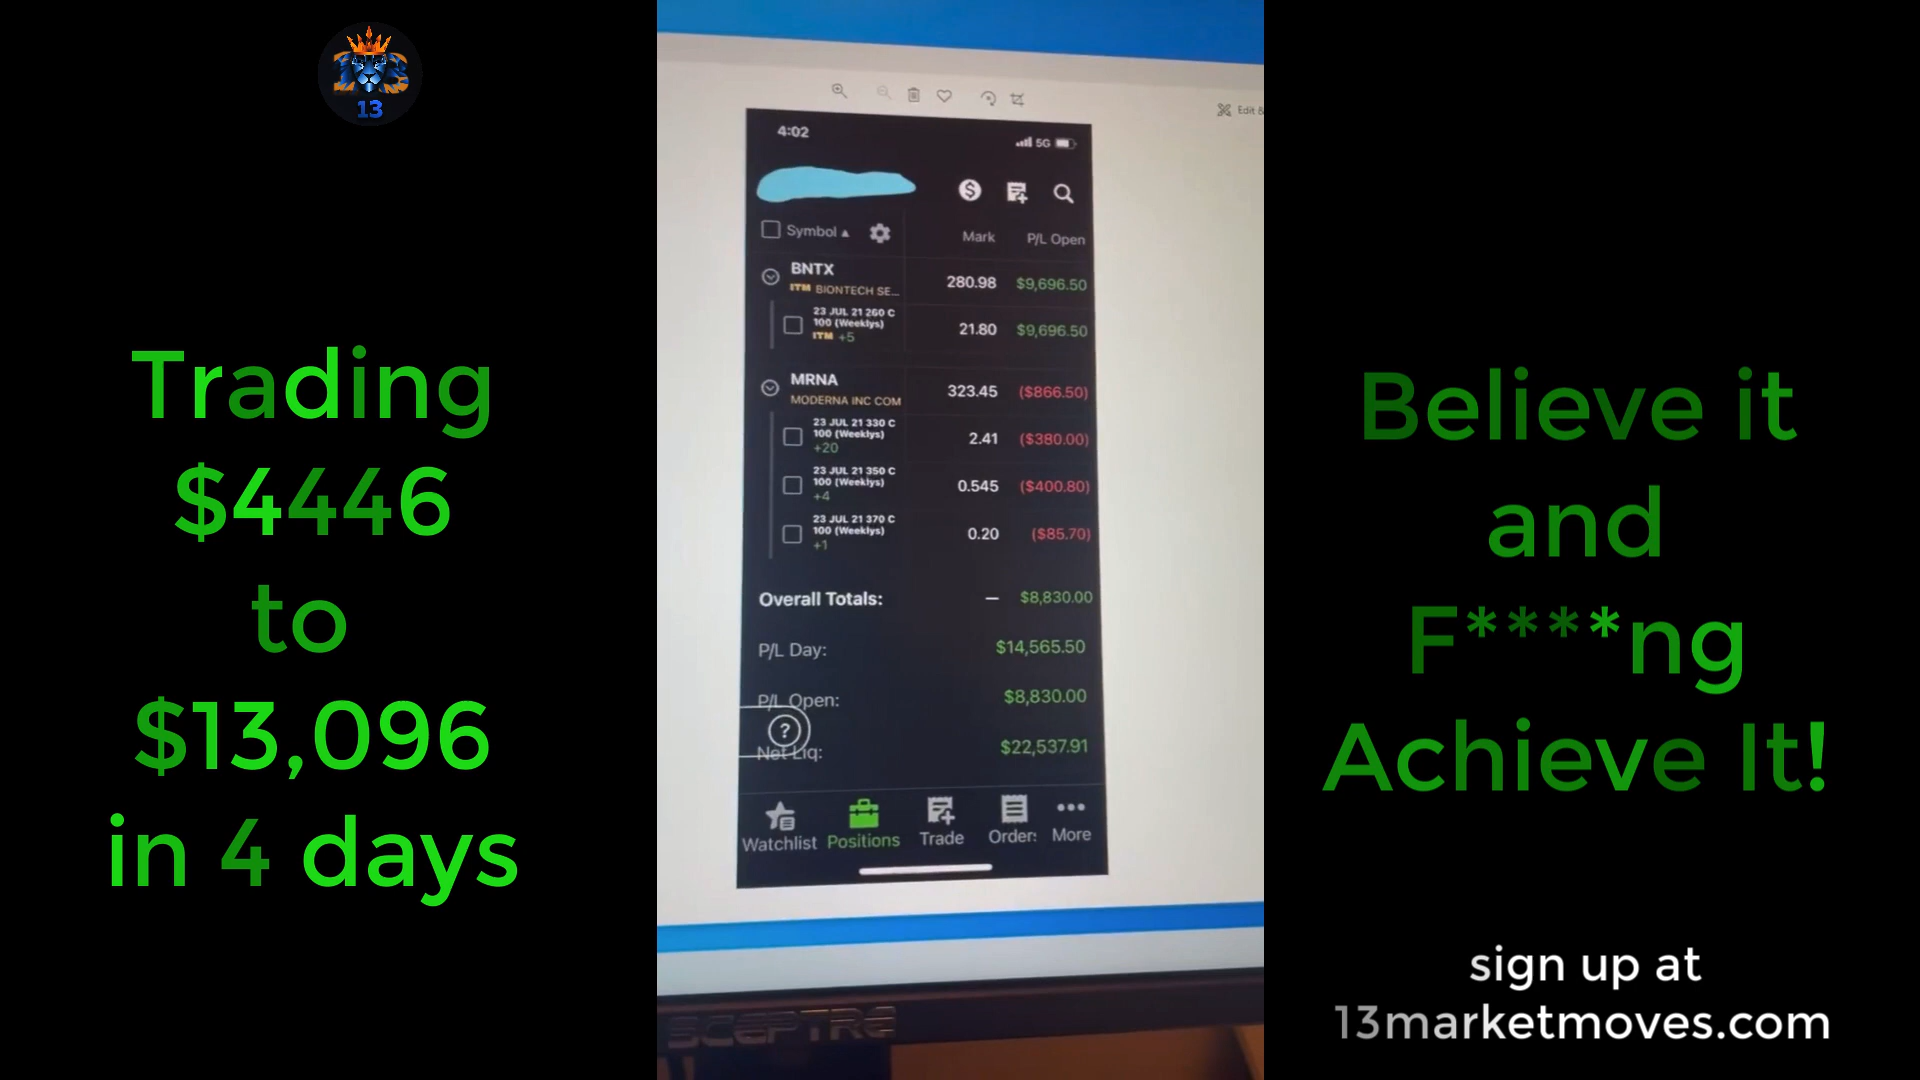 13
Trading
$4446
to
$13,096
in 4 days
Edit &
4:02
5G
Symbol
Mark
P/L Open
BNTX
280.98
$9,696.50
ITM BIONTECH SE...
23 JUL 21 260 C
100 (Weeklys)
21.80
$9,696.50
ITM +5
MRNA
323.45
($866.50)
MODERNA INC COM
23 JUL 21 330 C
100 (Weeklys)
2.41
($380.00)
+20
23 JUL 21 350 C
100 (Weeklys)
0.545
($400.80)
+4
23 JUL 21 370 C
100 (Weeklys)
0.20
($85.70)
+1
Overall Totals:
—
$8,830.00
P/L Day:
$14,565.50
P/L Open:
$8,830.00
?
Net Liq:
$22,537.91
Watchlist
Positions
Trade
Order:
More
SCEPTRE
Believe it
and
F****ng
Achieve It!
sign up at
13marketmoves.com